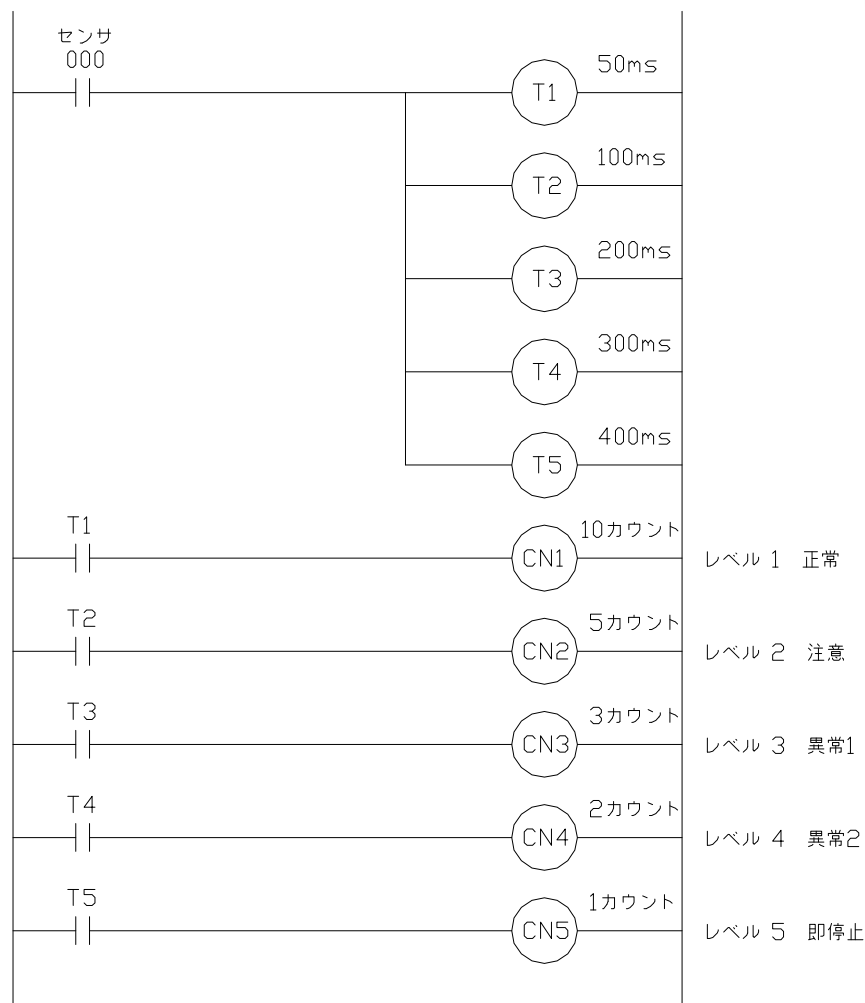 センサ
000
50ms
T1
100ms
T2
200ms
T3
300ms
T4
400ms
T5
T1
10カウント
CN1
レベル 1 正常
T2
5カウント
CN2
レベル 2 注意
T3
3カウント
CN3
レベル 3 異常1
T4
2カウント
CN4
レベル 4 異常2
T5
1カウント
CN5
レベル 5 即停止